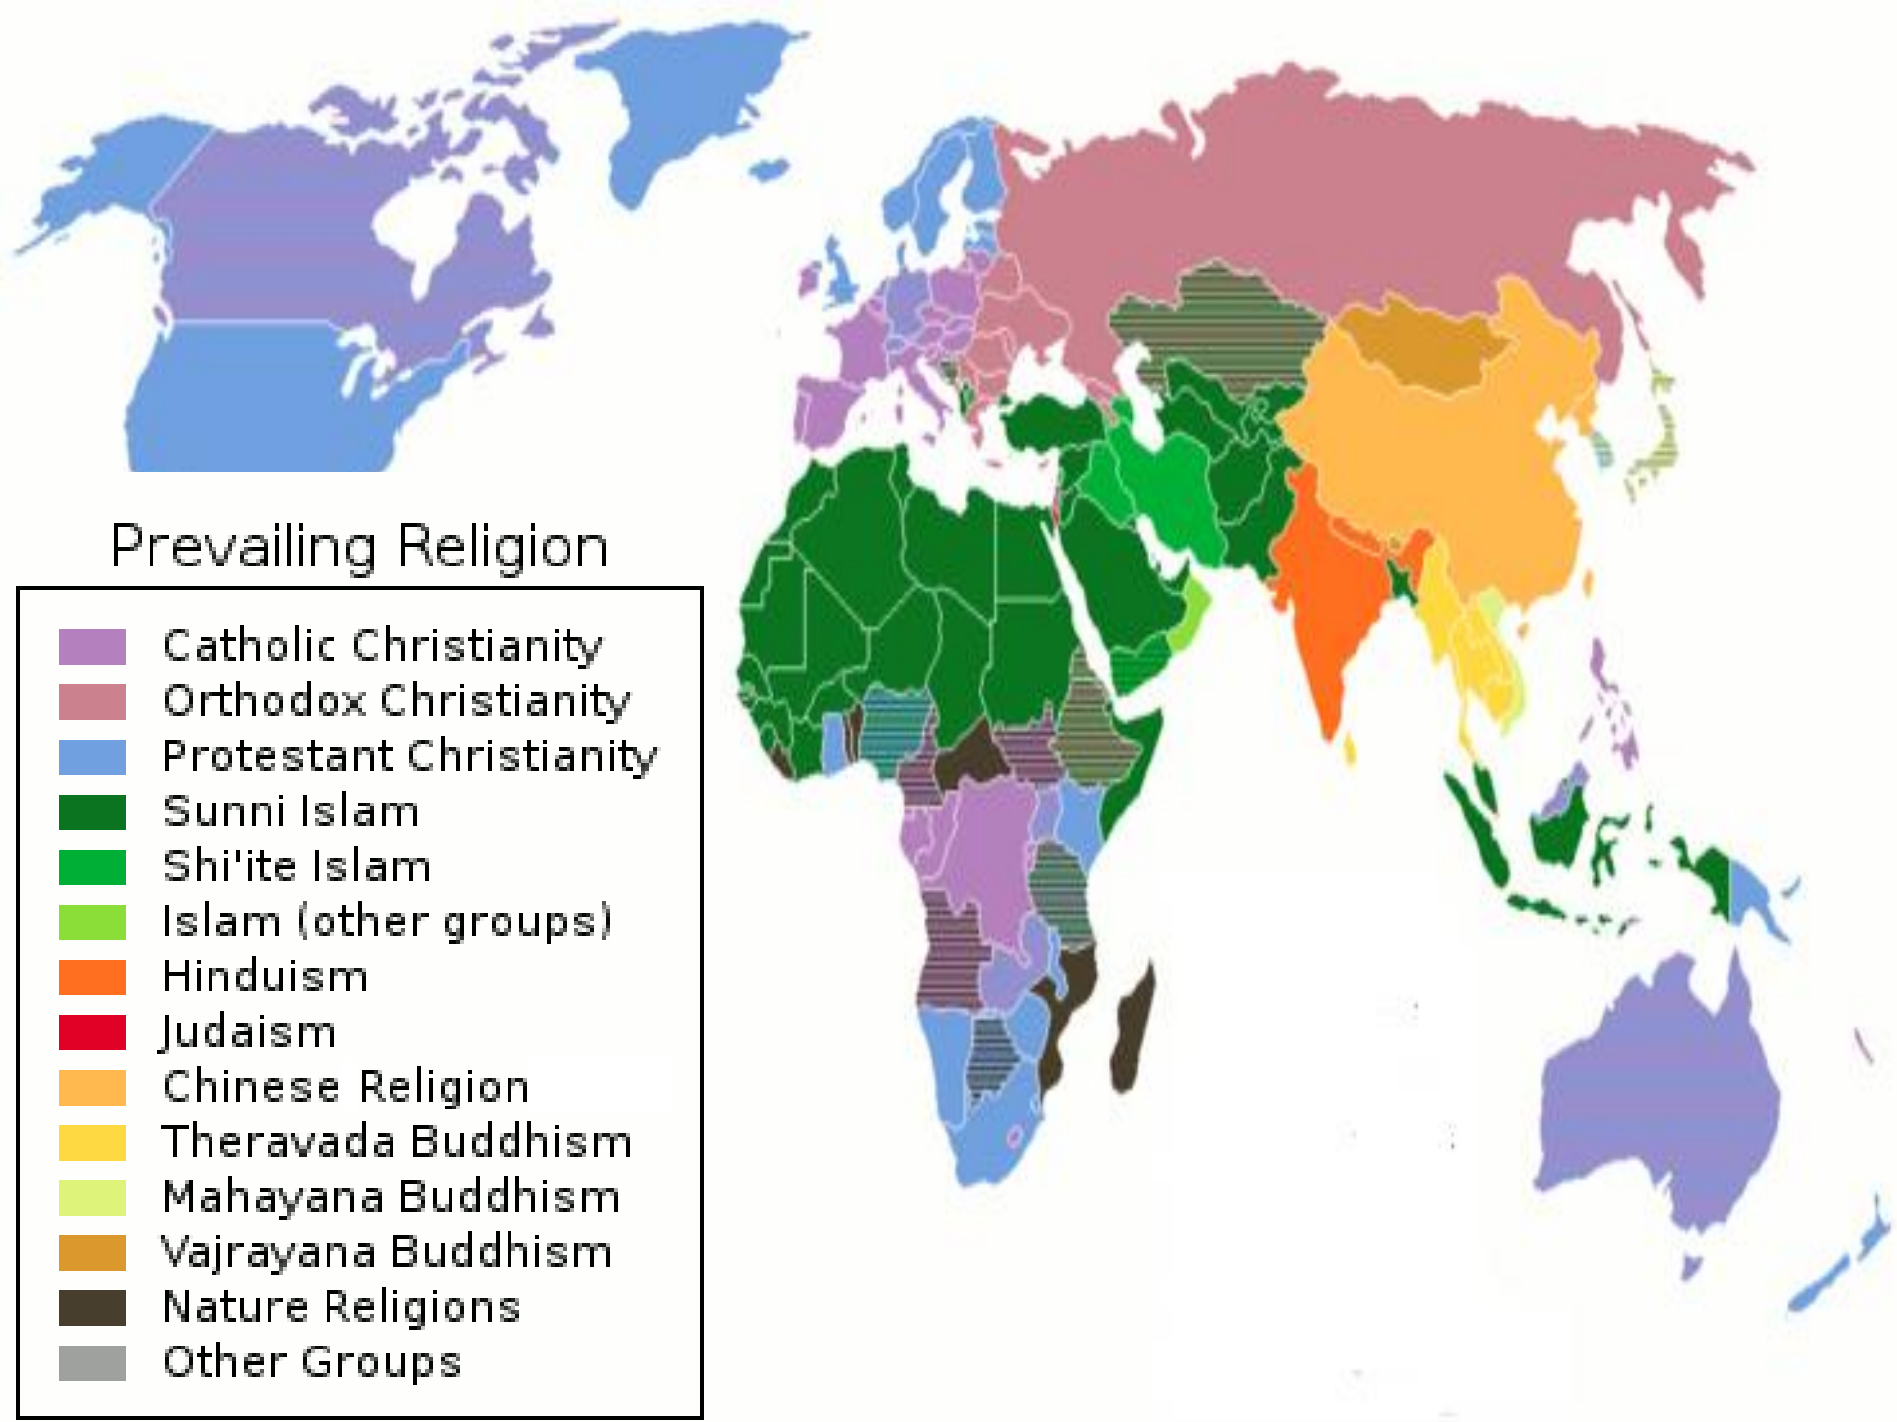 Prevailing Religion
Catholic Christianity
Orthodox Christianity
Protestant Christianity
Sunni Islam
Shi'ite Islam
Islam (other groups)
Hinduism
Judaism
Chinese Religion
Theravada Buddhism
Mahayana Buddhism
Vajrayana Buddhism
Nature Religions
Other Groups